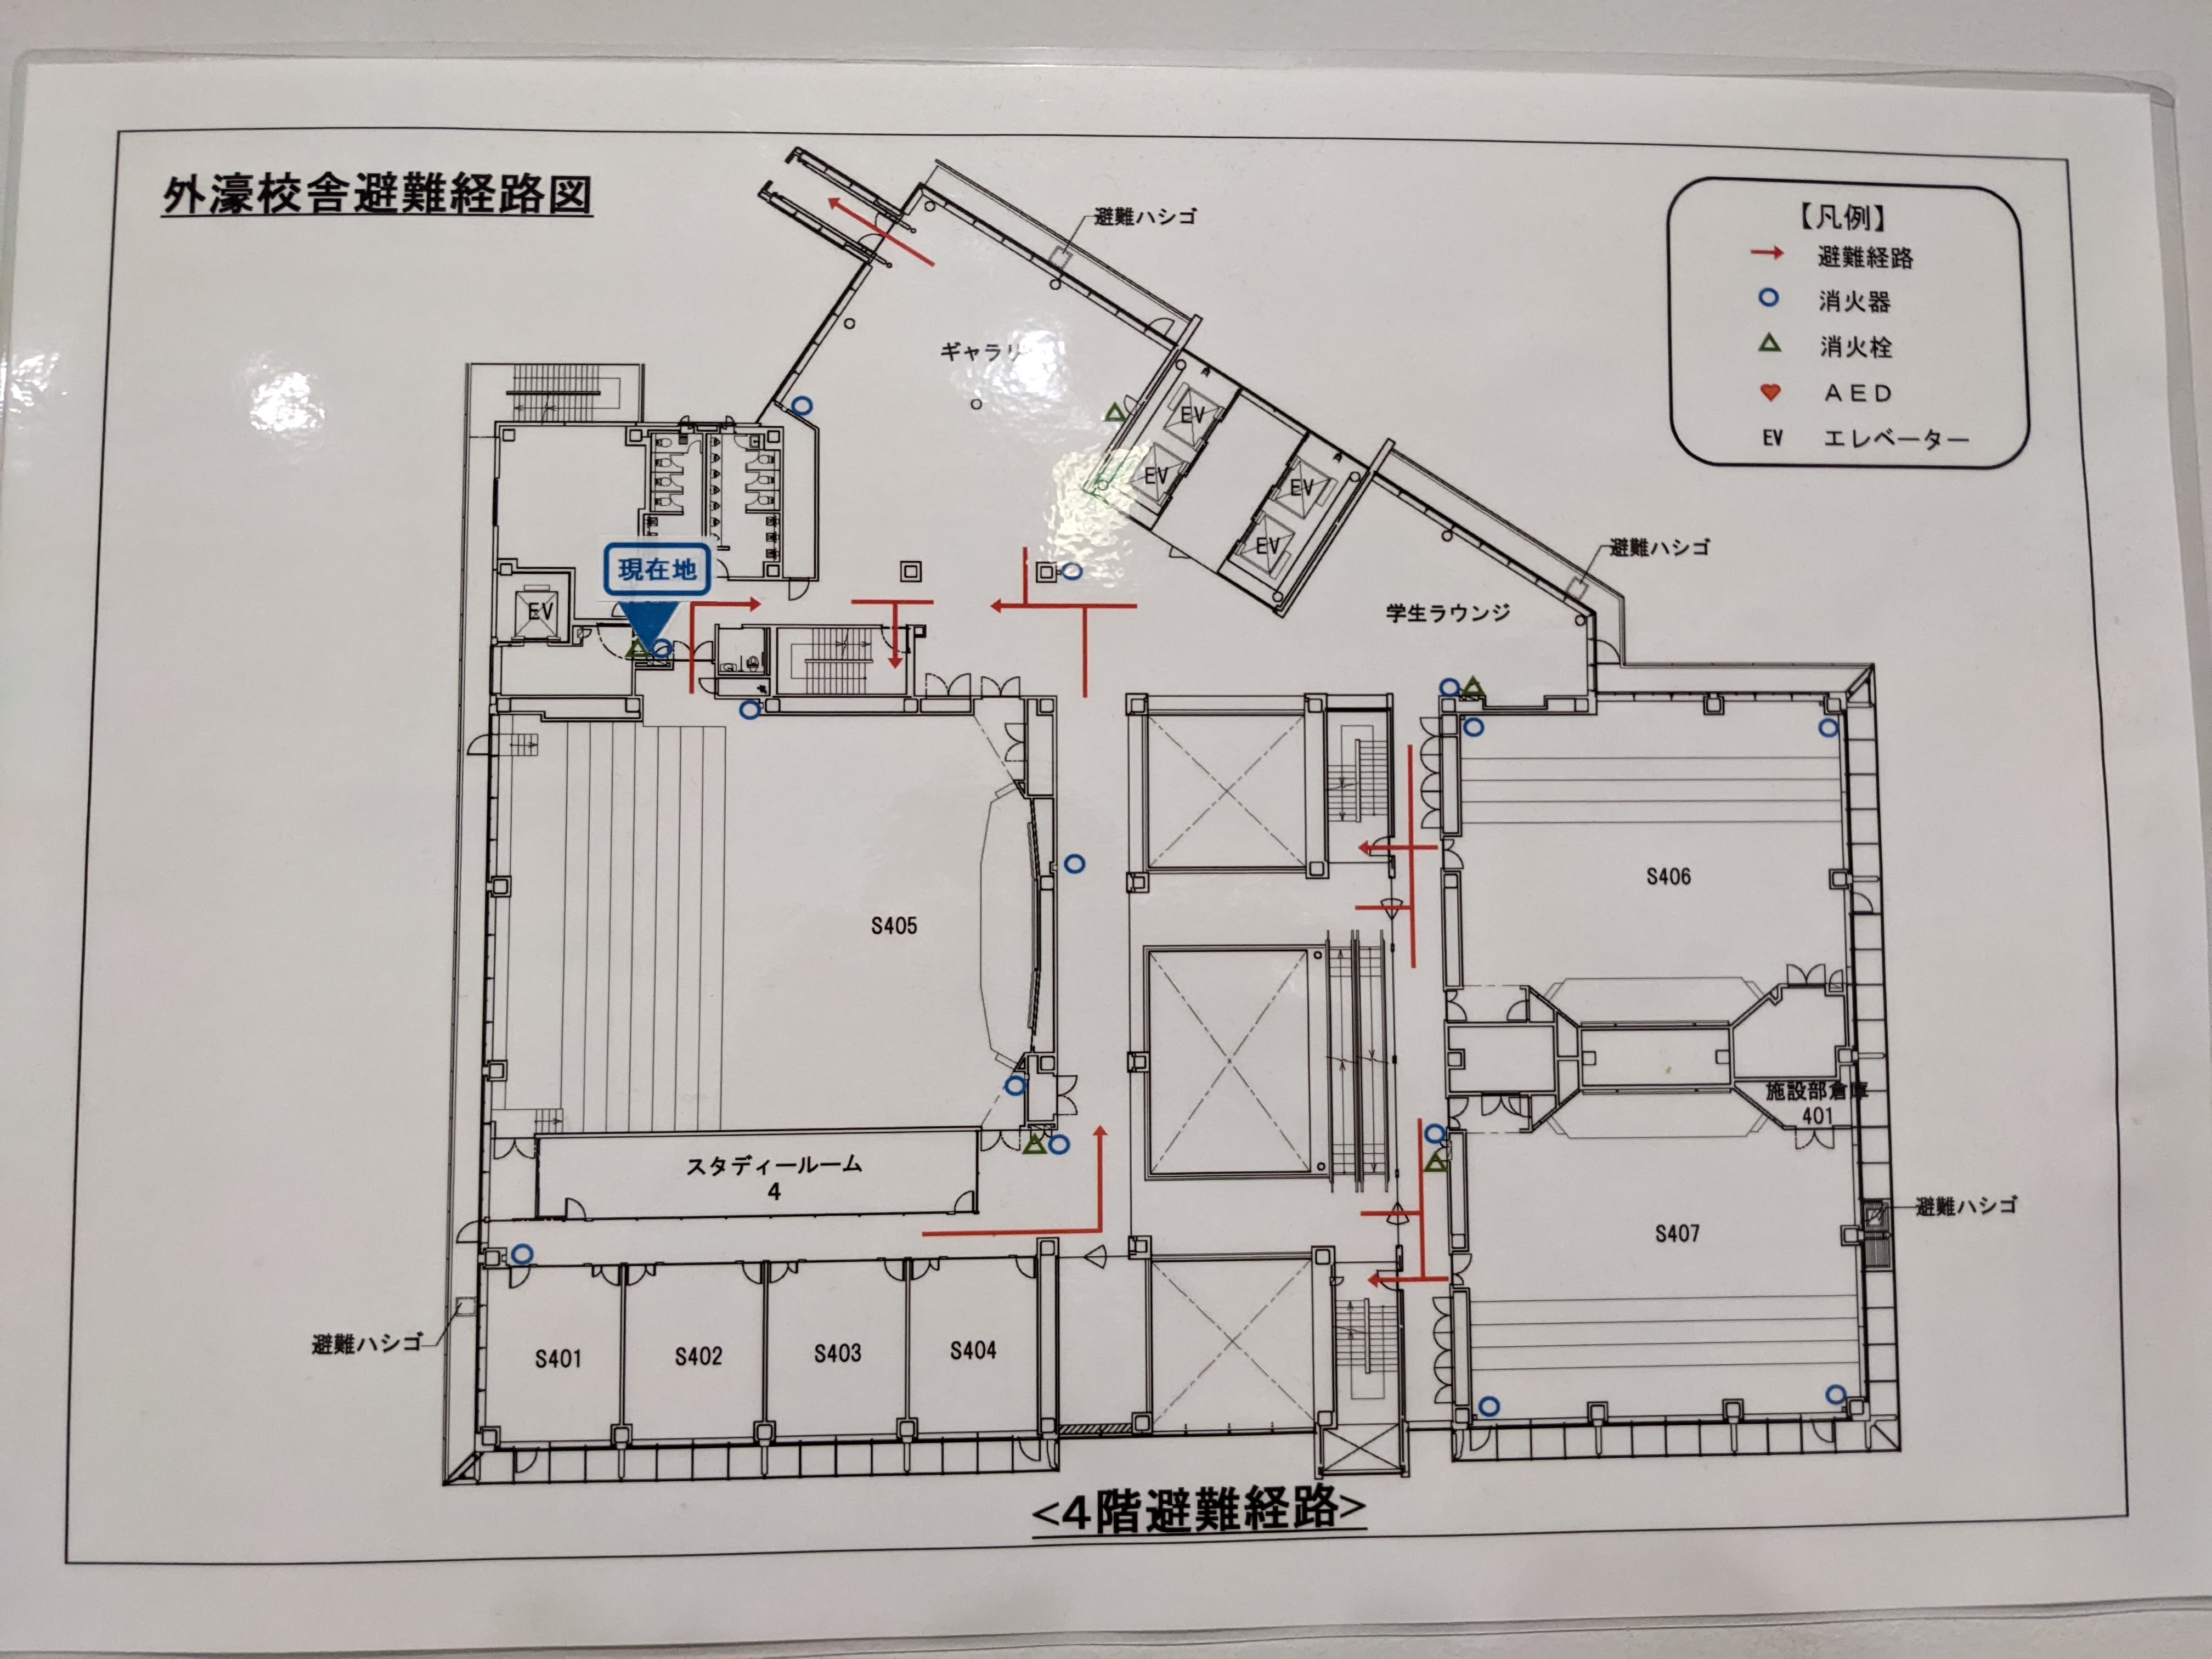 外濠校舎避難経路図
【凡例】
避難経路
消火器
消火栓
AED
EV エレベーター
避難ハシゴ
ギャラリ
EV
EV
EV
EV
避難ハシゴ
学生ラウンジ
現在地
EV
S405
S406
施設部倉庫
401
スタディールーム
4
避難ハシゴ
S407
避難ハシゴ
S401
S402
S403
S404
<4階避難経路>